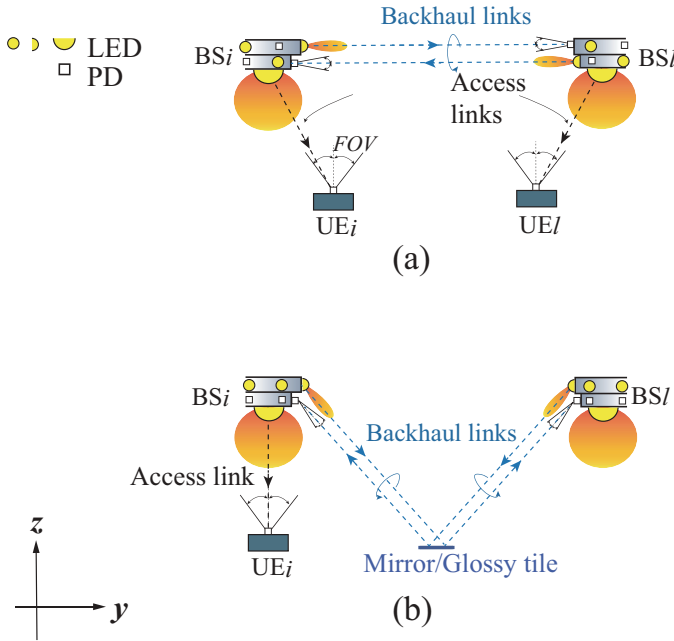 LED
PD
Backhaul links
BSi
BSl
Access
links
FOV
UEi
UEl
(a)
BSi
BSl
Backhaul links
Access link
UEi
Mirror/Glossy tile
z
y
(b)